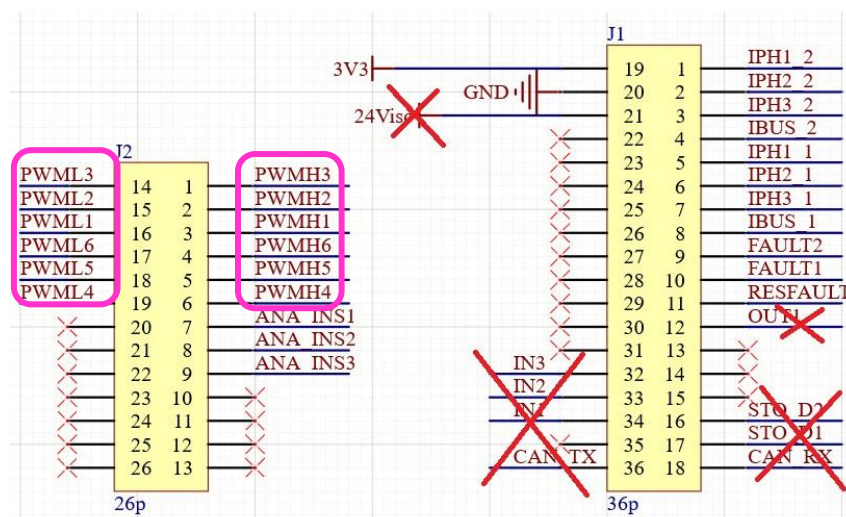 J1
3V3 19 1 IPH1_2
GND 20 2 IPH2_2
24Viso 21 3 IPH3_2
22 4 IBUS_2
23 5 IPH1_1
24 6 IPH2_1
25 7 IPH3_1
26 8 IBUS_1
27 9 FAULT2
28 10 FAULT1
29 11 RESFAULT
30 12 OUT1
31 13
IN3 32 14
IN2 33 15
IN1 34 16 STO_D2
35 17 STO_D1
CAN_TX 36 18 CAN_RX
36p
J2
PWML3 14 1 PWMH3
PWML2 15 2 PWMH2
PWML1 16 3 PWMH1
PWML6 17 4 PWMH6
PWML5 18 5 PWMH5
PWML4 19 6 PWMH4
20 7 ANA_INS1
21 8 ANA_INS2
22 9 ANA_INS3
23 10
24 11
25 12
26 13
26p